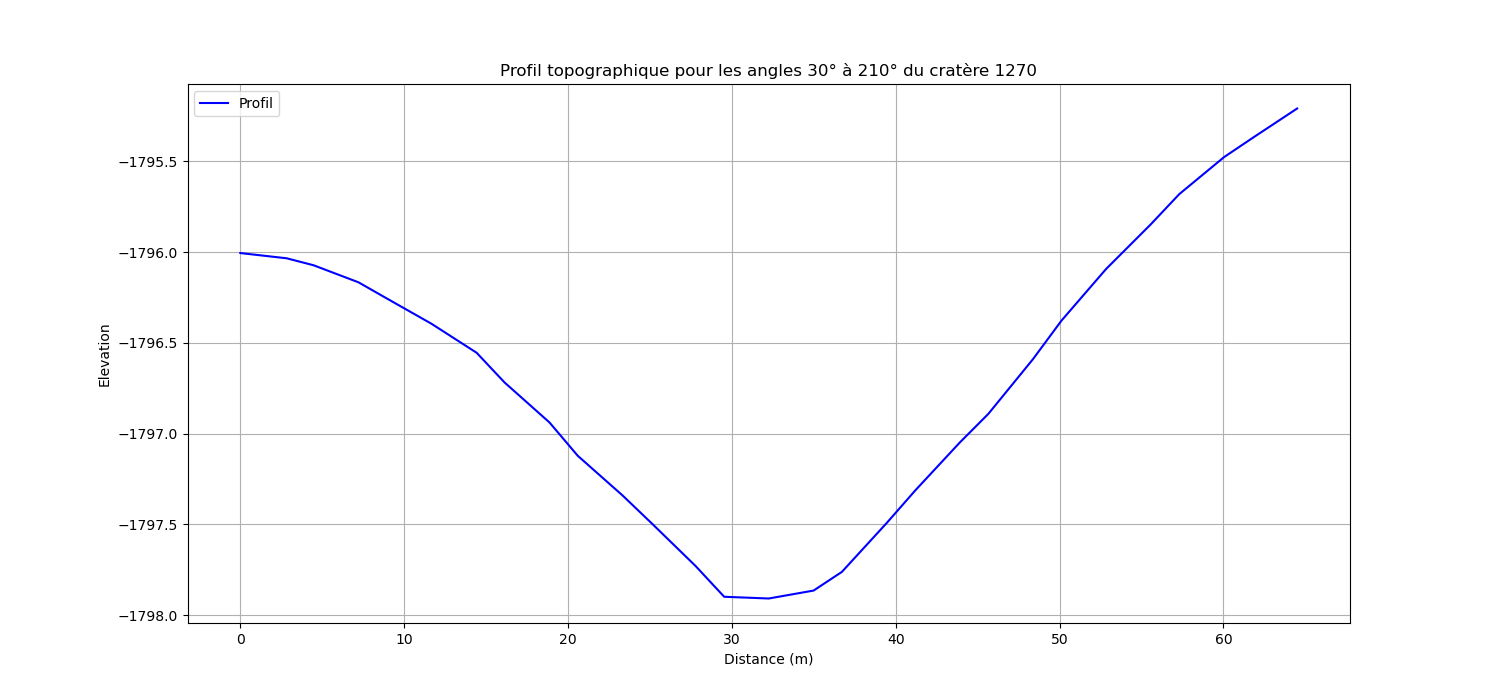 Profil topographique pour les angles 30° à 210° du cratère 1270
Profil
−1795.5
−1796.0
−1796.5
−1797.0
−1797.5
−1798.0
Elevation
0 10 20 30 40 50 60
Distance (m)